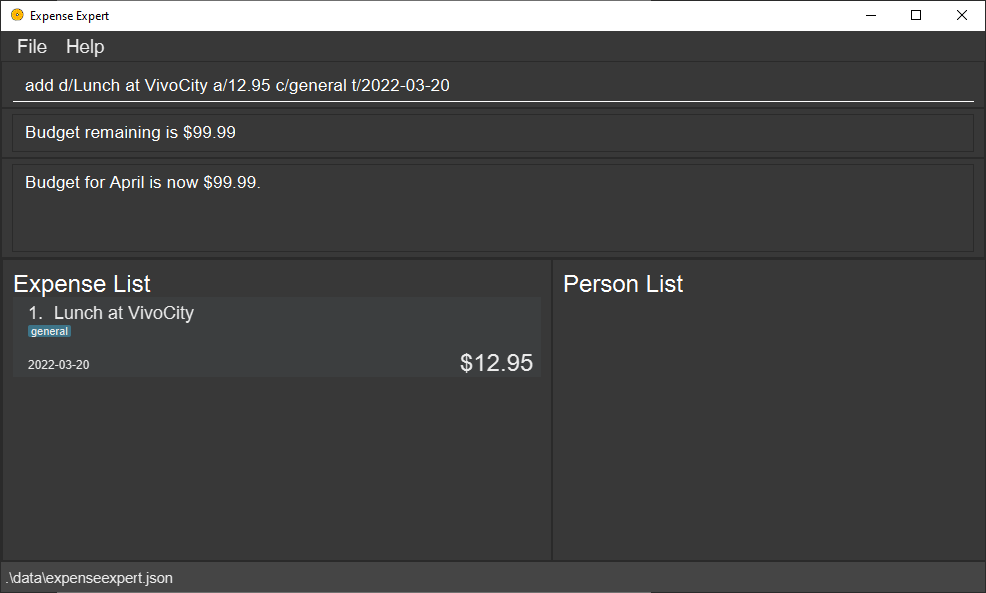 Expense Expert
File Help
add d/Lunch at VivoCity a/12.95 c/general t/2022-03-20
Budget remaining is $99.99
Budget for April is now $99.99.
Expense List
1. Lunch at VivoCity
general
2022-03-20
$12.95
Person List
.\data\expenseexpert.json